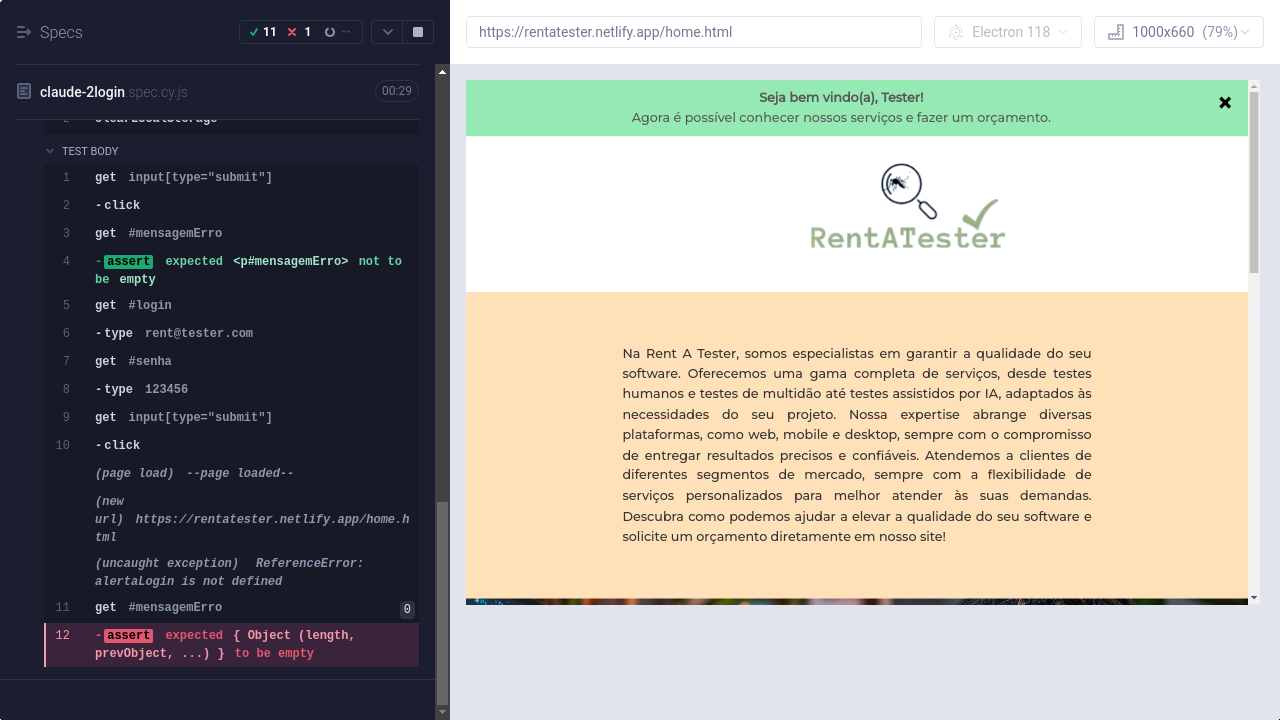 Specs
11
1
--
claude-2login.spec.cy.js
00:29
2 clearLocalStorage
TEST BODY
1 get input[type="submit"]
2 -click
3 get #mensagemErro
4 -assert expected <p#mensagemErro> not to
be empty
5 get #login
6 -type rent@tester.com
7 get #senha
8 -type 123456
9 get input[type="submit"]
10 -click
(page load) --page loaded--
(new
url) https://rentatester.netlify.app/home.h
tml
(uncaught exception) ReferenceError:
alertaLogin is not defined
11 get #mensagemErro 0
12 -assert expected { Object (length,
prevObject, ...) } to be empty
https://rentatester.netlify.app/home.html
Electron 118
1000x660 (79%)
Seja bem vindo(a), Tester!
Agora é possível conhecer nossos serviços e fazer um orçamento.
RentATester
Na Rent A Tester, somos especialistas em garantir a qualidade do seu
software. Oferecemos uma gama completa de serviços, desde testes
humanos e testes de multidão até testes assistidos por IA, adaptados às
necessidades do seu projeto. Nossa expertise abrange diversas
plataformas, como web, mobile e desktop, sempre com o compromisso
de entregar resultados precisos e confiáveis. Atendemos a clientes de
diferentes segmentos de mercado, sempre com a flexibilidade de
serviços personalizados para melhor atender às suas demandas.
Descubra como podemos ajudar a elevar a qualidade do seu software e
solicite um orçamento diretamente em nosso site!